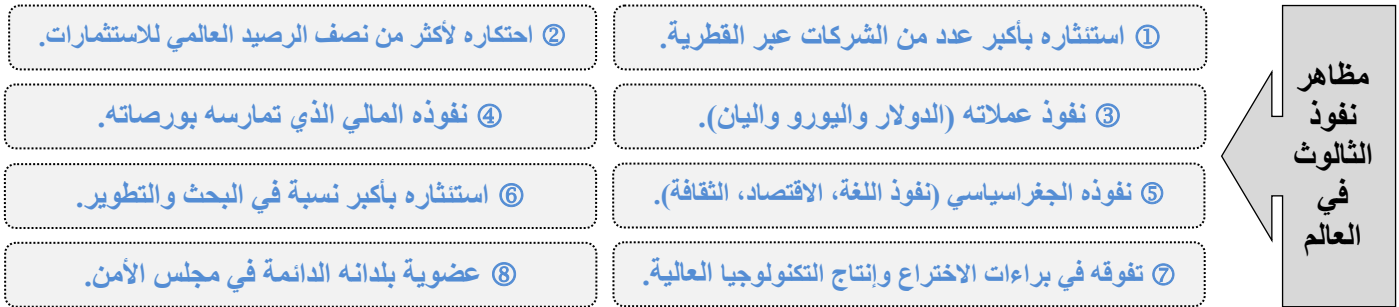 مظاهر
نفوذ
الثالوث
في
العالم
① استئثاره بأكبر عدد من الشركات عبر القطرية.
② احتكاره لأكثر من نصف الرصيد العالمي للاستثمارات.
③ نفوذ عملاته (الدولار واليورو واليان).
④ نفوذه المالي الذي تمارسه بورصاته.
⑤ نفوذه الجغراسياسي (نفوذ اللغة، الاقتصاد، الثقافة).
⑥ استئثاره بأكبر نسبة في البحث والتطوير.
⑦ تفوقه في براءات الاختراع وإنتاج التكنولوجيا العالية.
⑧ عضوية بلدانه الدائمة في مجلس الأمن.